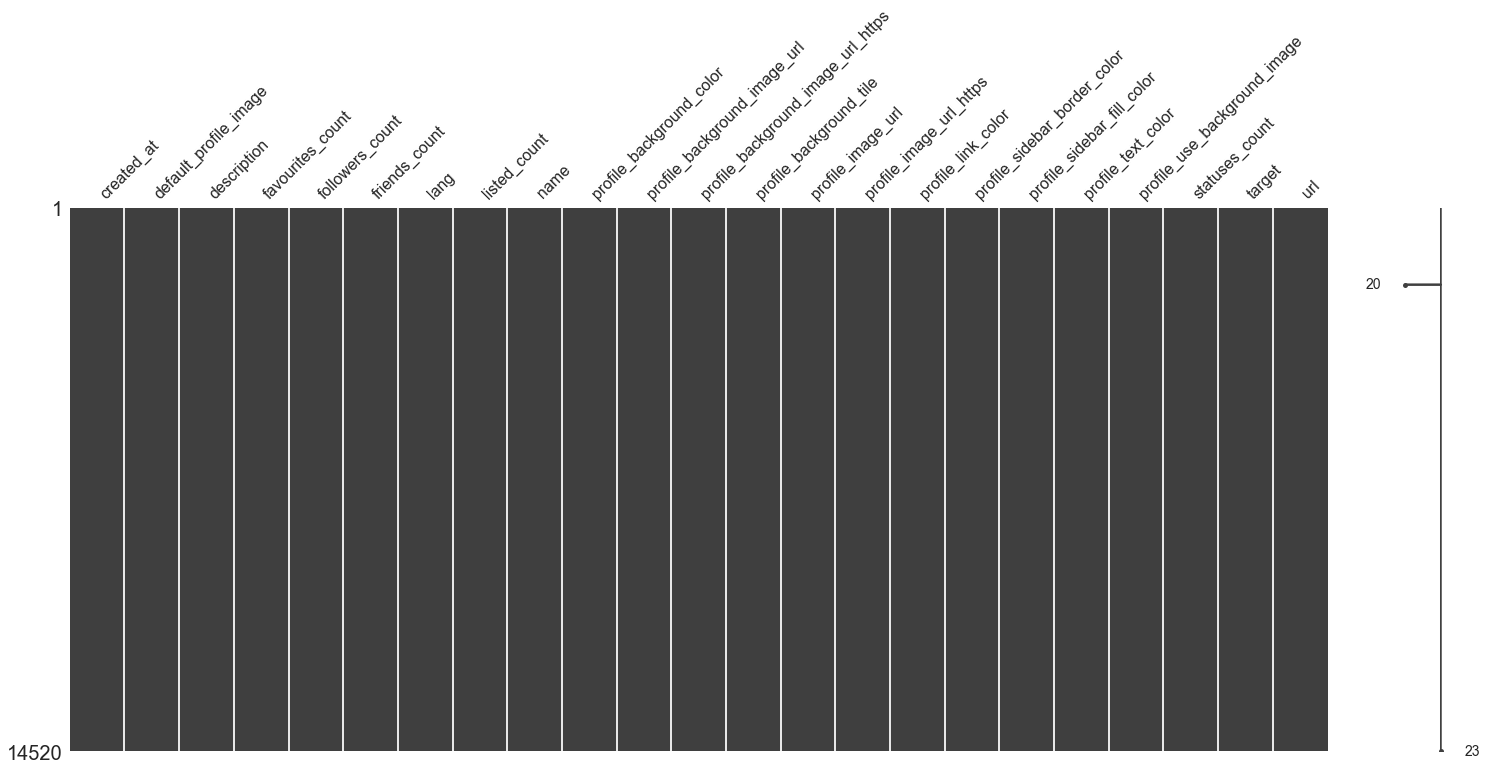 created_at
default_profile_image
description
favourites_count
followers_count
friends_count
lang
listed_count
name
profile_background_color
profile_background_image_url
profile_background_image_url_https
profile_background_tile
profile_image_url
profile_image_url_https
profile_link_color
profile_sidebar_border_color
profile_sidebar_fill_color
profile_text_color
profile_use_background_image
statuses_count
target
url
1
20
14520
23